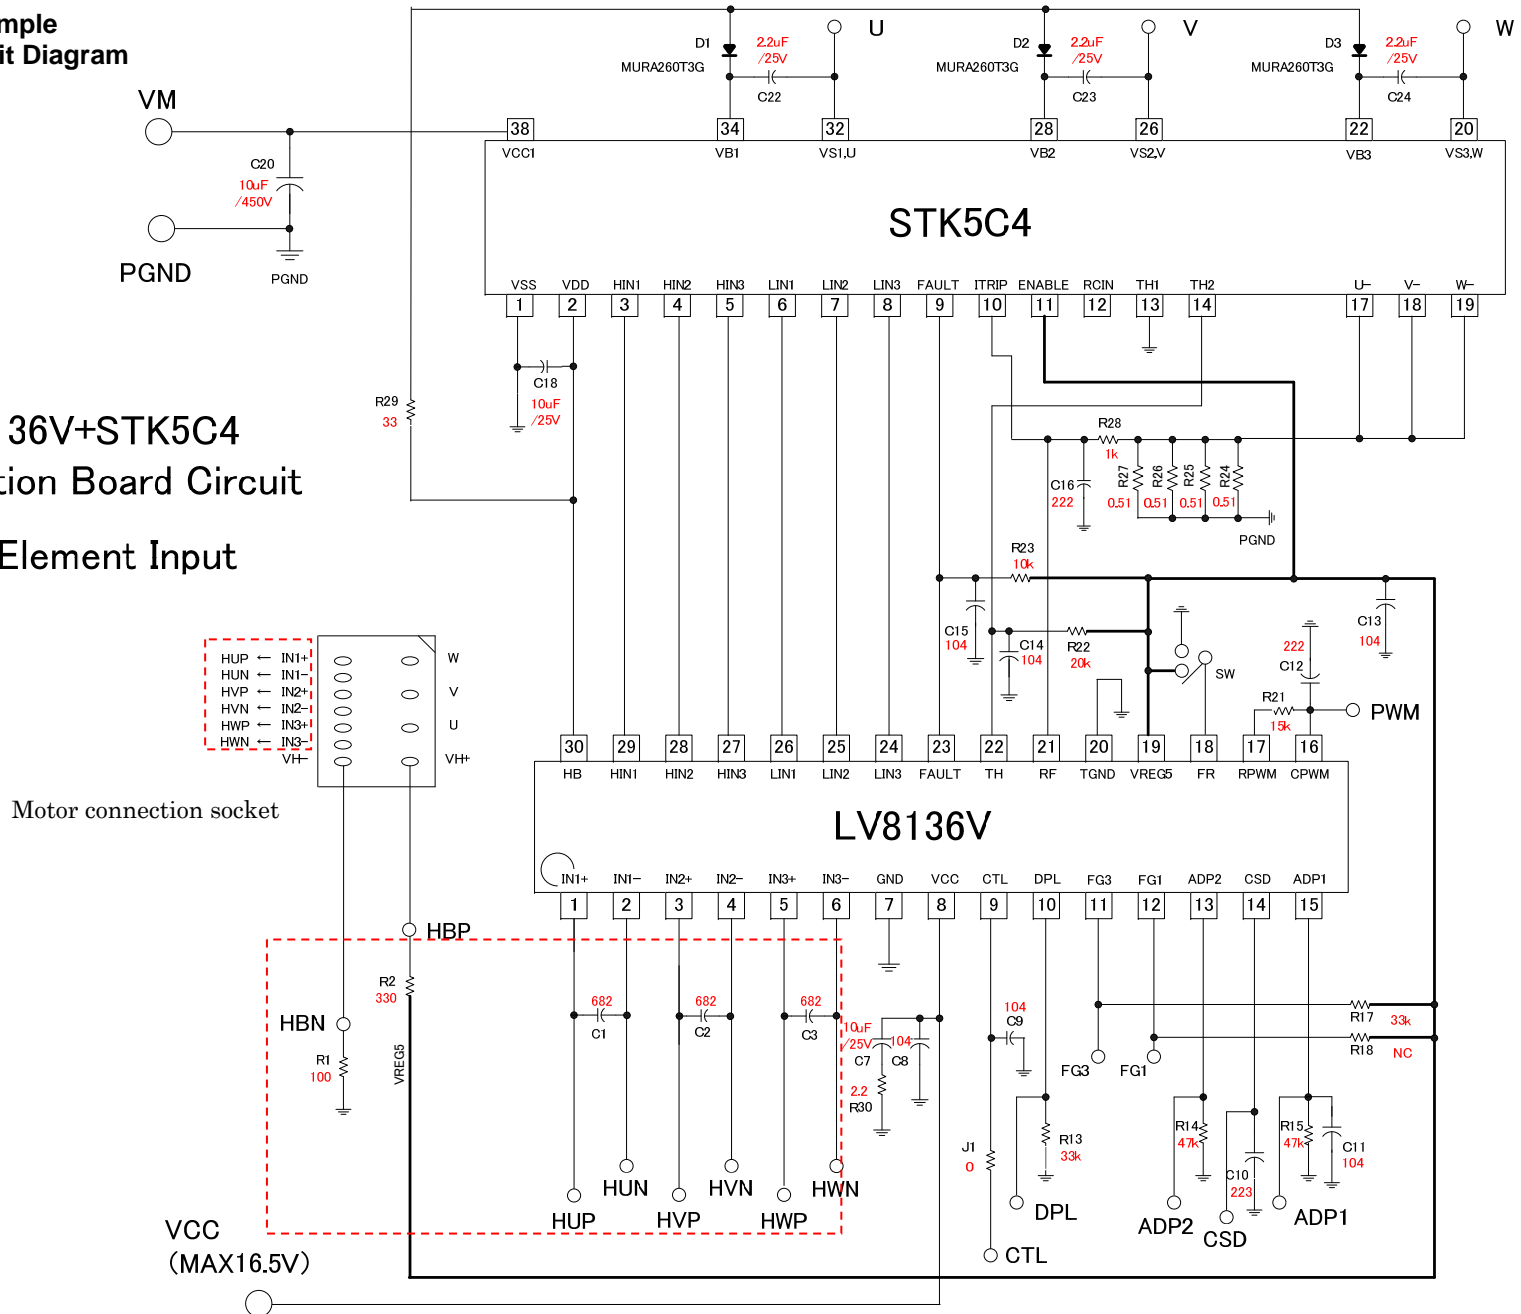 mple
it Diagram
VM
C20
10uF
/450V
PGND
PGND
D1
MURA260T3G
2.2uF
/25V
C22
U
D2
MURA260T3G
2.2uF
/25V
C23
V
D3
MURA260T3G
2.2uF
/25V
C24
W
38 34 32 28 26 22 20
VCC1 VB1 VS1,U VB2 VS2,V VB3 VS3,W
STK5C4
VSS VDD HIN1 HIN2 HIN3 LIN1 LIN2 LIN3 FAULT ITRIP ENABLE RCIN TH1 TH2 U- V- W-
1 2 3 4 5 6 7 8 9 10 11 12 13 14 17 18 19
C18
10uF
/25V
R29
33
36V+STK5C4
tion Board Circuit
Element Input
R28
1k
C16
222
R27
0.51
R26
0.51
R25
0.51
R24
0.51
PGND
R23
10k
C15
104
C14
104
R22
20k
SW
C13
104
222
C12
R21
15k
PWM
HUP ← IN1+
HUN ← IN1-
HVP ← IN2+
HVN ← IN2-
HWP ← IN3+
HWN ← IN3-
VH-
W
V
U
VH+
Motor connection socket
30 29 28 27 26 25 24 23 22 21 20 19 18 17 16
HB HIN1 HIN2 HIN3 LIN1 LIN2 LIN3 FAULT TH RF TGND VREG5 FR RPWM CPWM
LV8136V
IN1+ IN1- IN2+ IN2- IN3+ IN3- GND VCC CTL DPL FG3 FG1 ADP2 CSD ADP1
1 2 3 4 5 6 7 8 9 10 11 12 13 14 15
HBP
R2
330
HBN
R1
100
VREG5
682
C1
682
C2
682
C3
10uF
/25V
C7
104
C8
2.2
R30
104
C9
R17
33k
R18
NC
FG3
FG1
J1
0
R13
33k
R14
47k
C10
223
R15
47k
C11
104
HUP
HUN
HVP
HVN
HWP
HWN
DPL
CTL
ADP2
CSD
ADP1
VCC
(MAX16.5V)